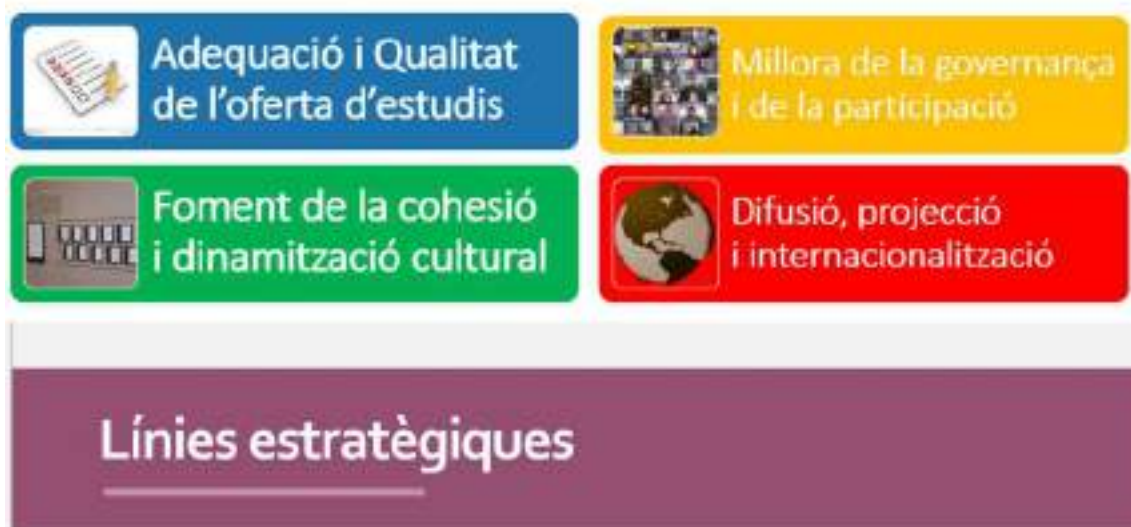 Adequació i Qualitat
de l'oferta d'estudis
Millora de la governança
i de la participació
Foment de la cohesió
i dinamització cultural
Difusió, projecció
i internacionalització
Línies estratègiques